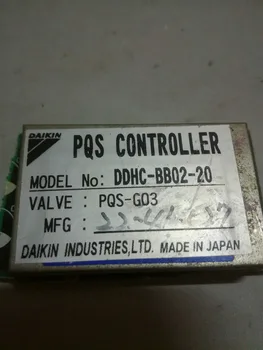 DAIKIN
PQS CONTROLLER
MODEL No: DDHC-BB02-20
VALVE : PQS-G03
MFG :
DAIKIN INDUSTRIES,LTD. MADE IN JAPAN